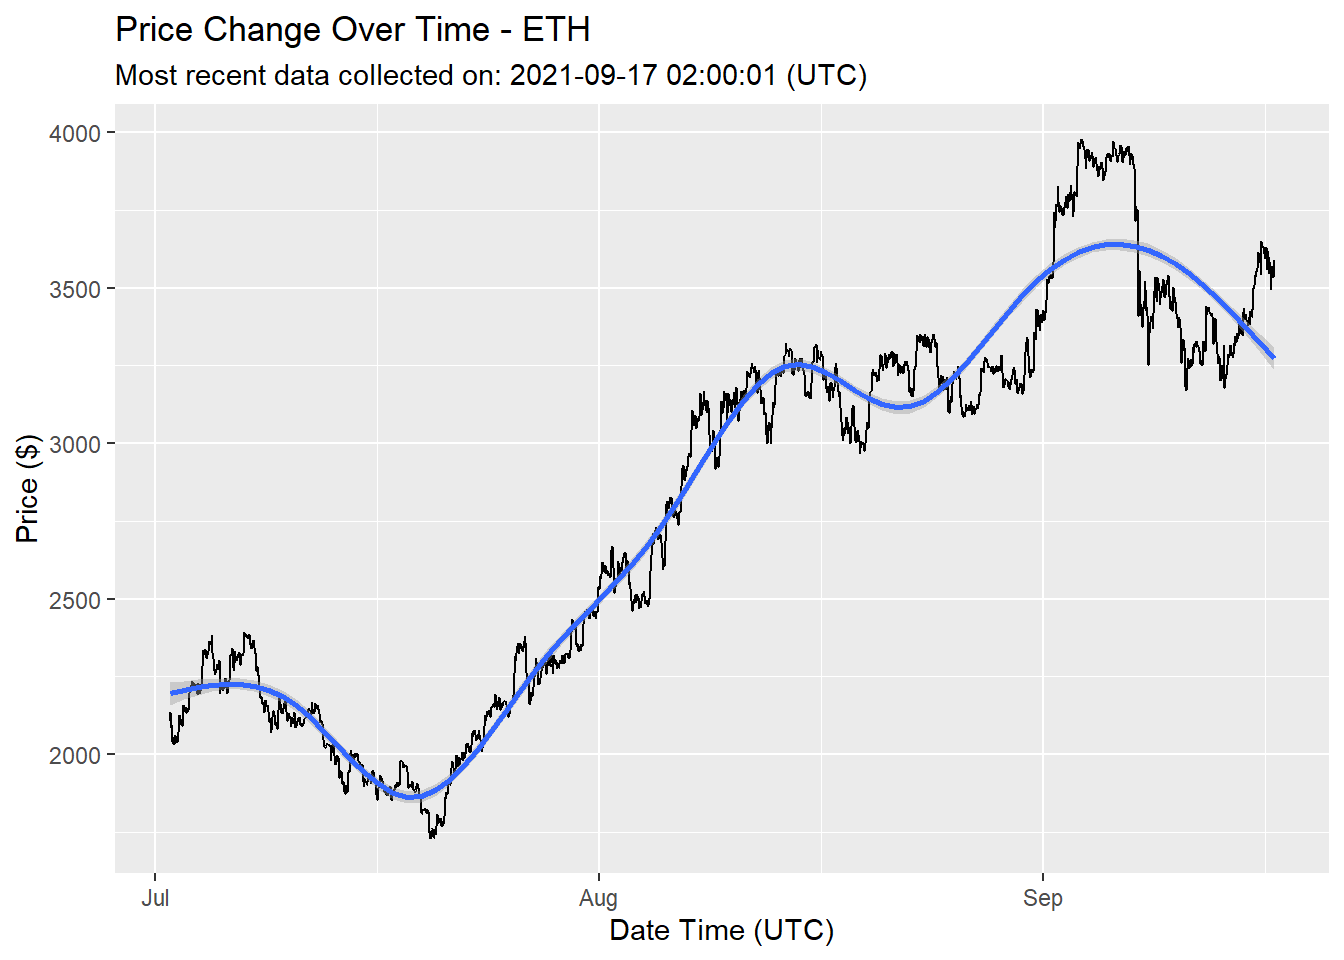 Price Change Over Time - ETH
Most recent data collected on: 2021-09-17 02:00:01 (UTC)
4000
3500
3000
2500
2000
Price ($)
Jul
Aug
Sep
Date Time (UTC)